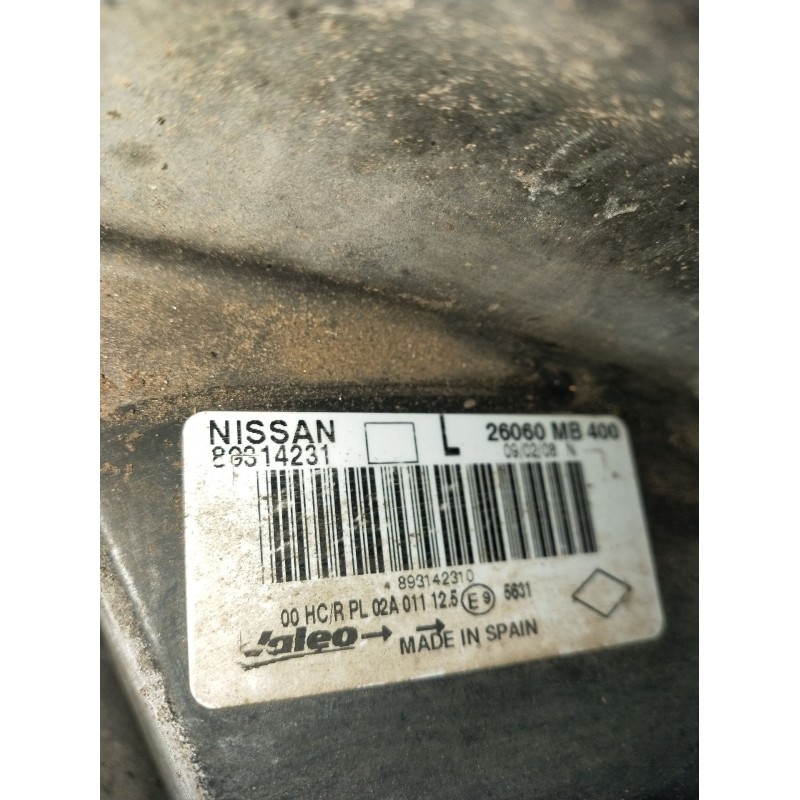 NISSAN L 26060 MB 400
89314231 09/02/08 N
893142310
00 HC/R PL 02A 011 12.5 E9 5631
Valeo MADE IN SPAIN